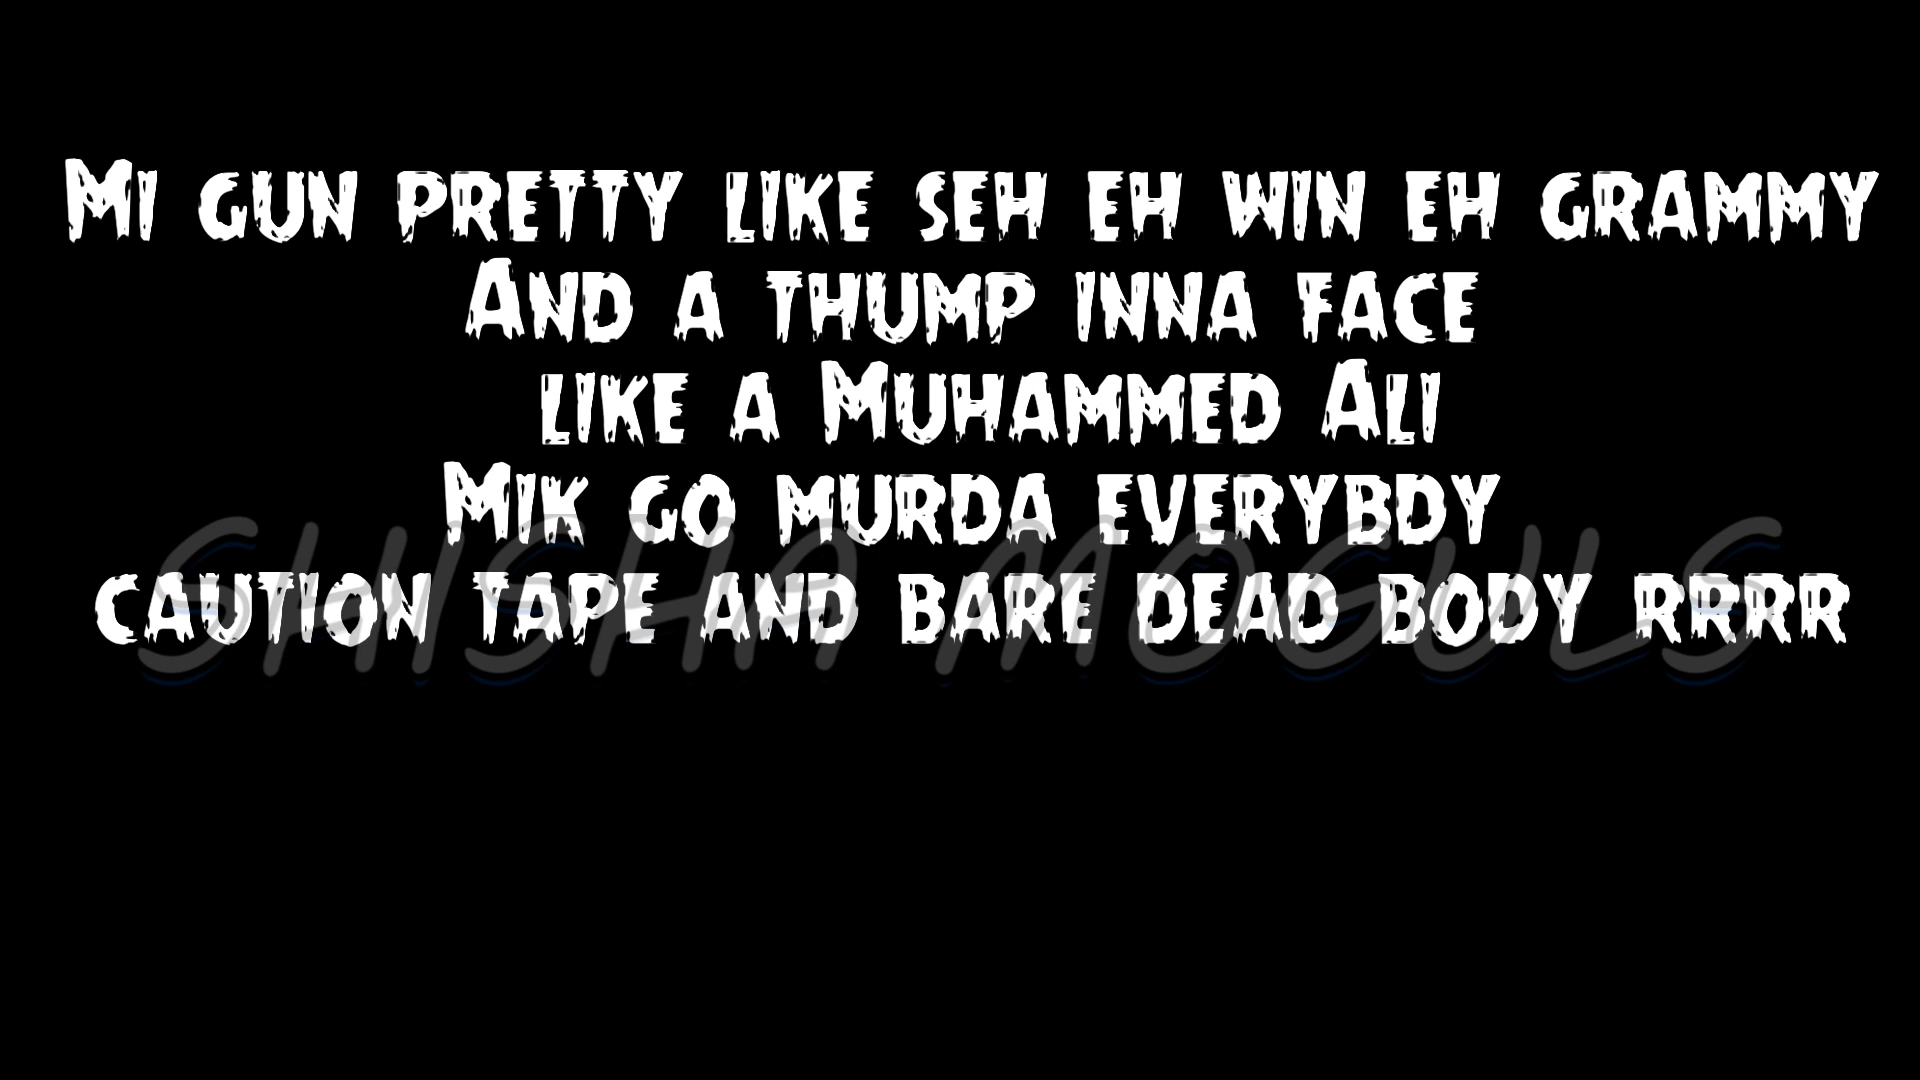 Mi gun pretty like seh eh win eh grammy
And a thump inna face
like a Muhammed Ali
Mik go murda everybdy
caution tape and bare dead body rrrr
SHISHA MOGULS